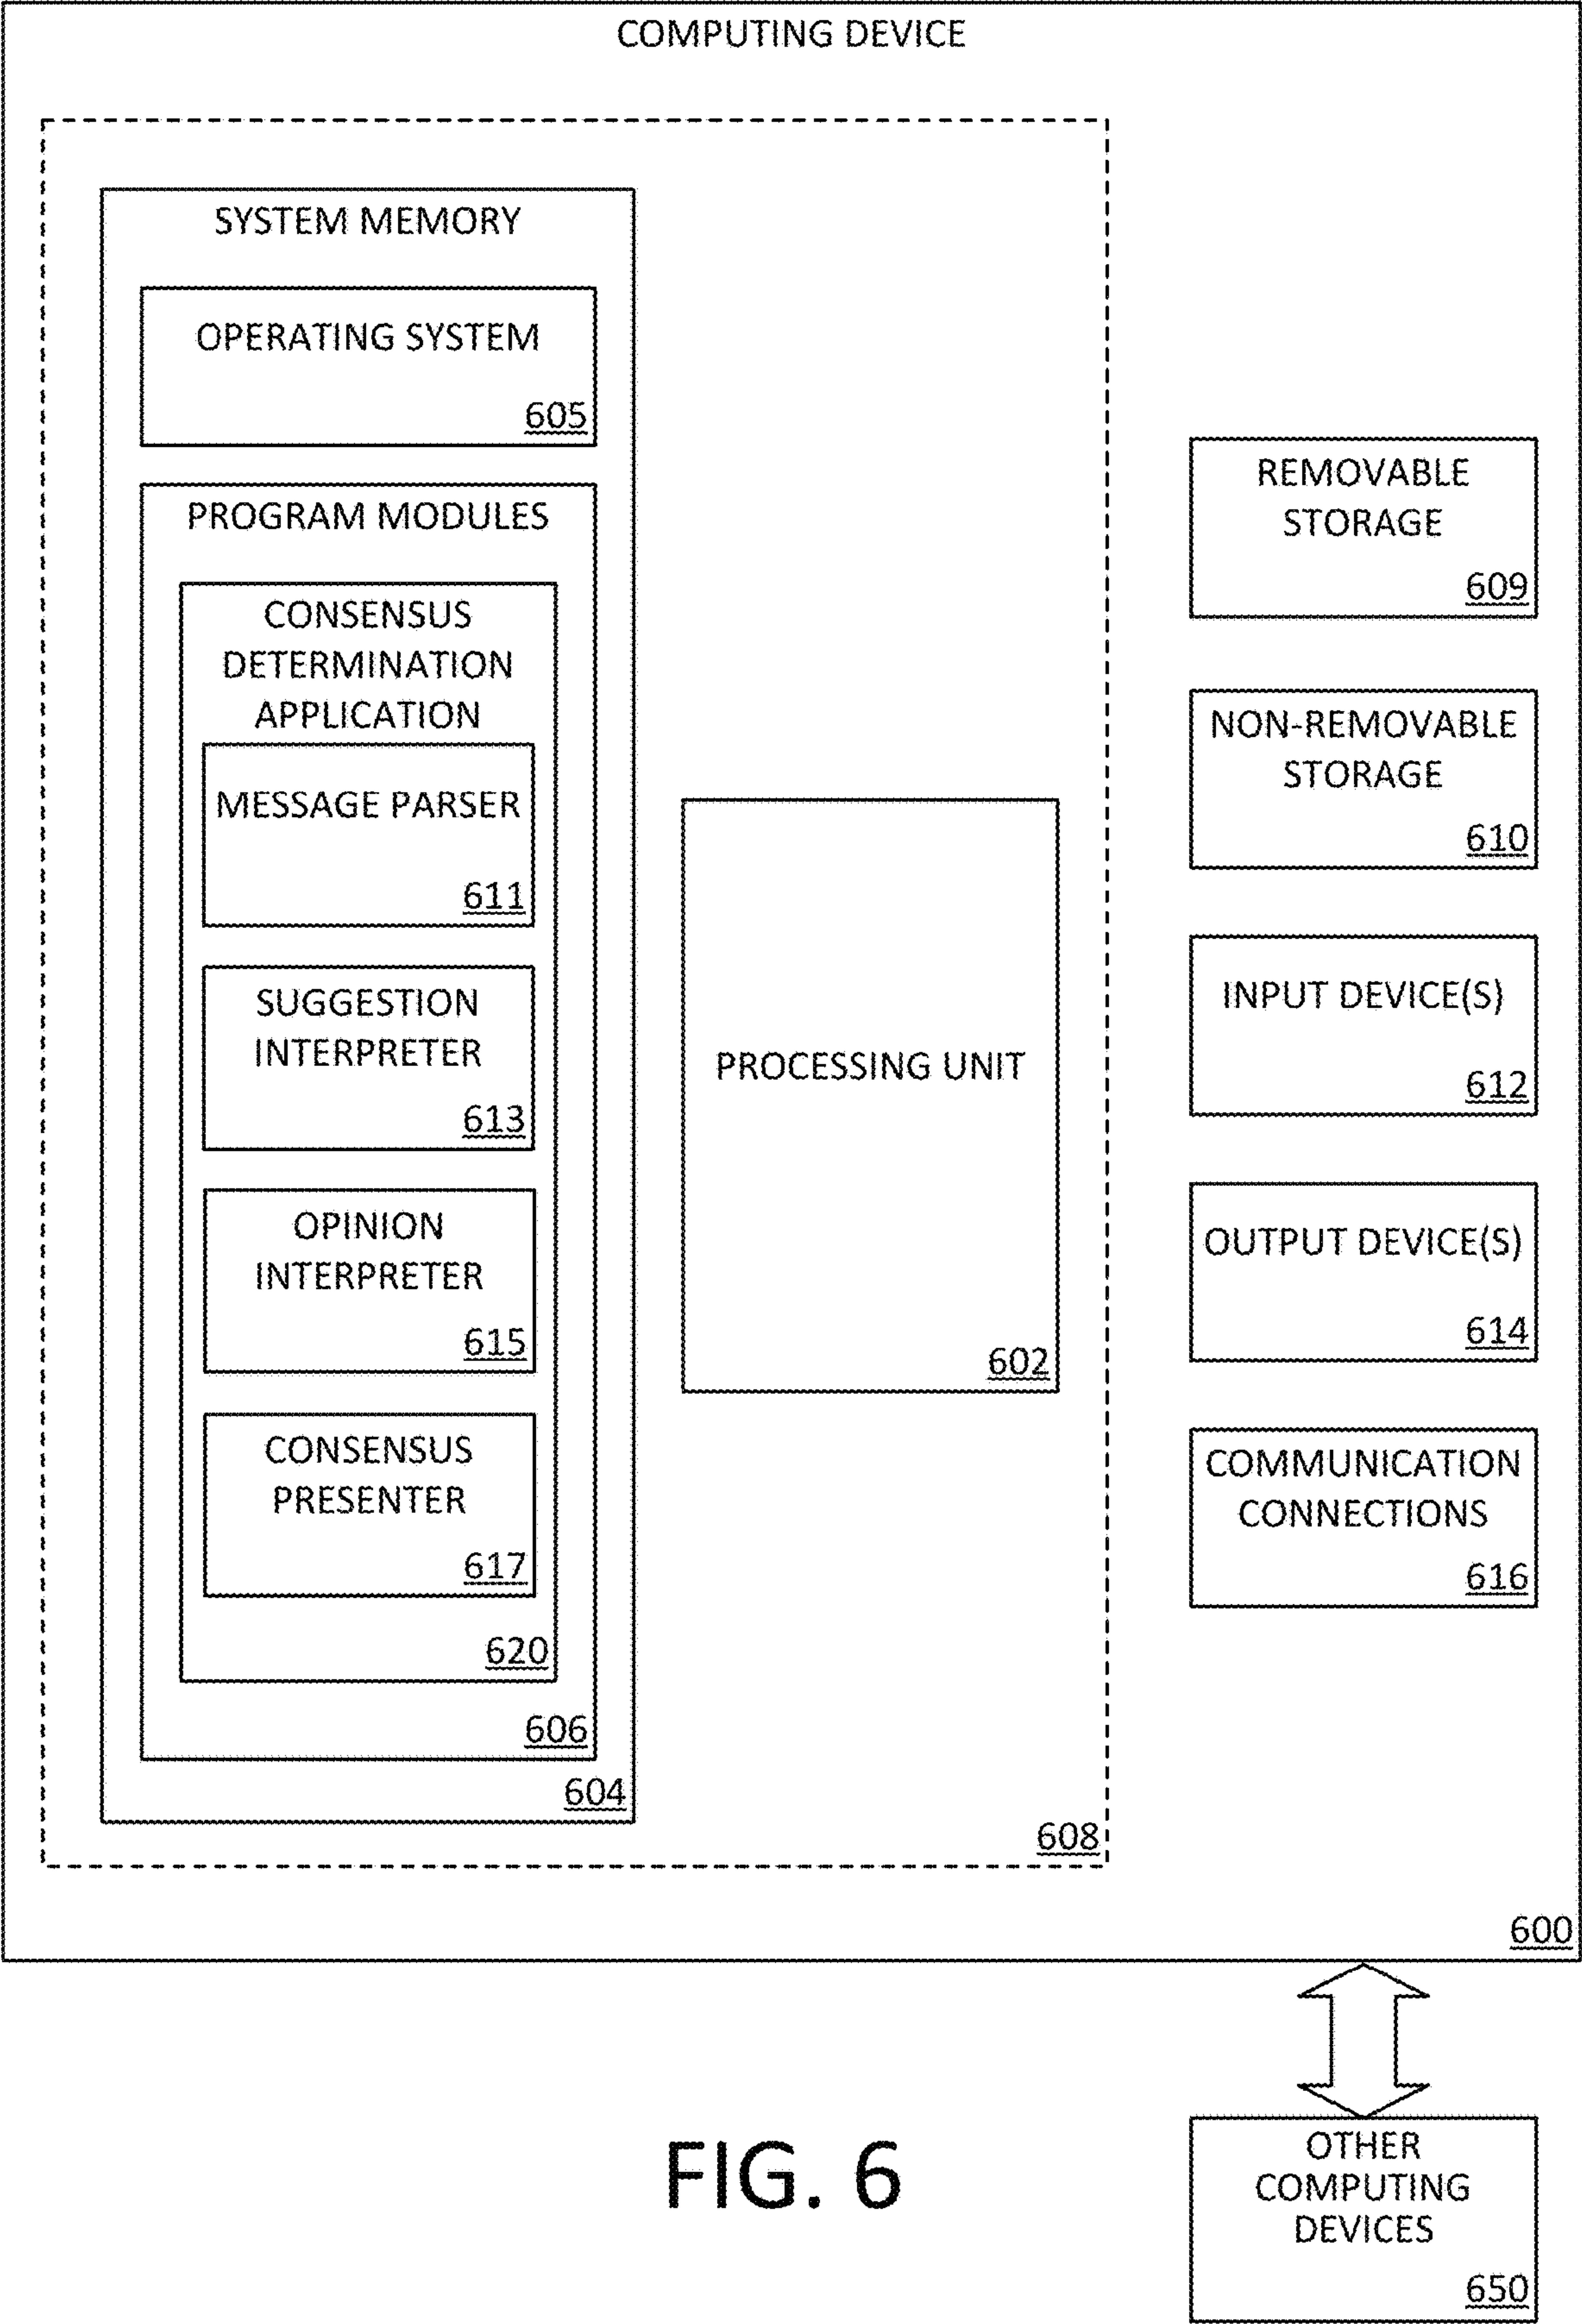 COMPUTING DEVICE
SYSTEM MEMORY
OPERATING SYSTEM
605
PROGRAM MODULES
CONSENSUS
DETERMINATION
APPLICATION
MESSAGE PARSER
611
SUGGESTION
INTERPRETER
613
OPINION
INTERPRETER
615
CONSENSUS
PRESENTER
617
620
606
604
PROCESSING UNIT
602
608
REMOVABLE
STORAGE
609
NON-REMOVABLE
STORAGE
610
INPUT DEVICE(S)
612
OUTPUT DEVICE(S)
614
COMMUNICATION
CONNECTIONS
616
600
OTHER
COMPUTING
DEVICES
650
FIG. 6